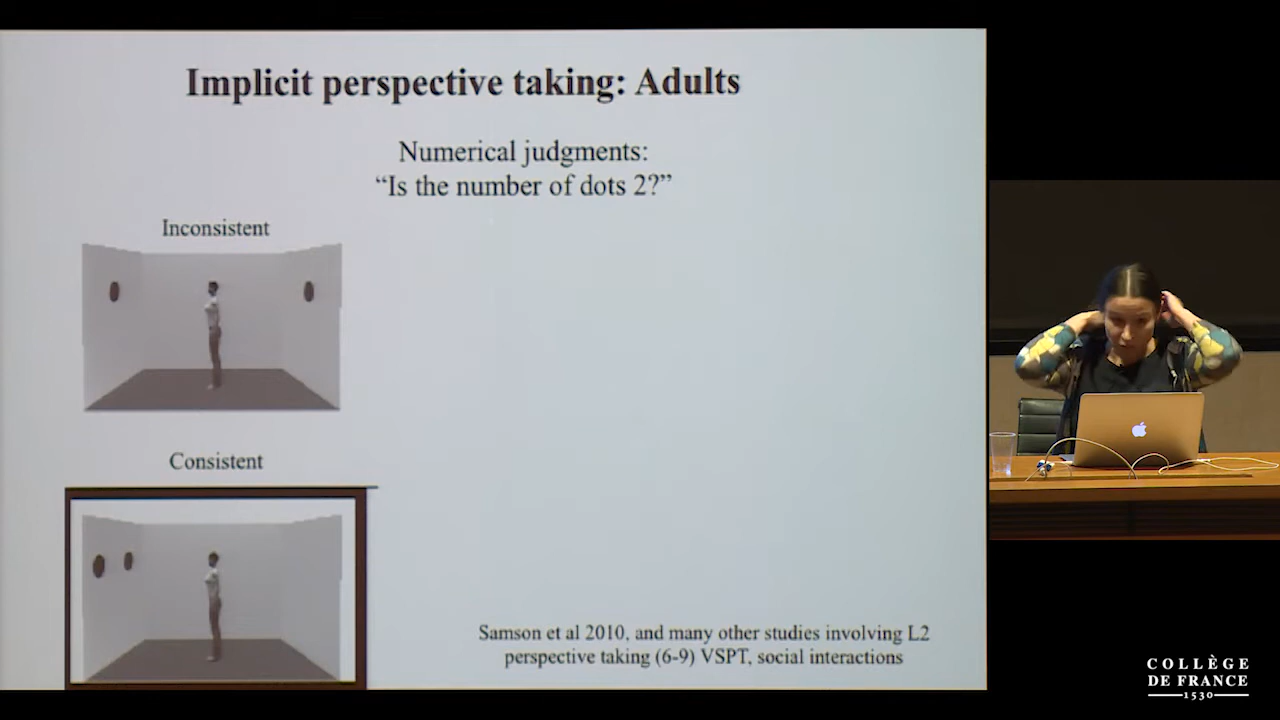 Implicit perspective taking: Adults
Numerical judgments:
“Is the number of dots 2?”
Inconsistent
Consistent
Samson et al 2010, and many other studies involving L2
perspective taking (6-9) VSPT, social interactions
COLLÈGE
DE FRANCE
1530